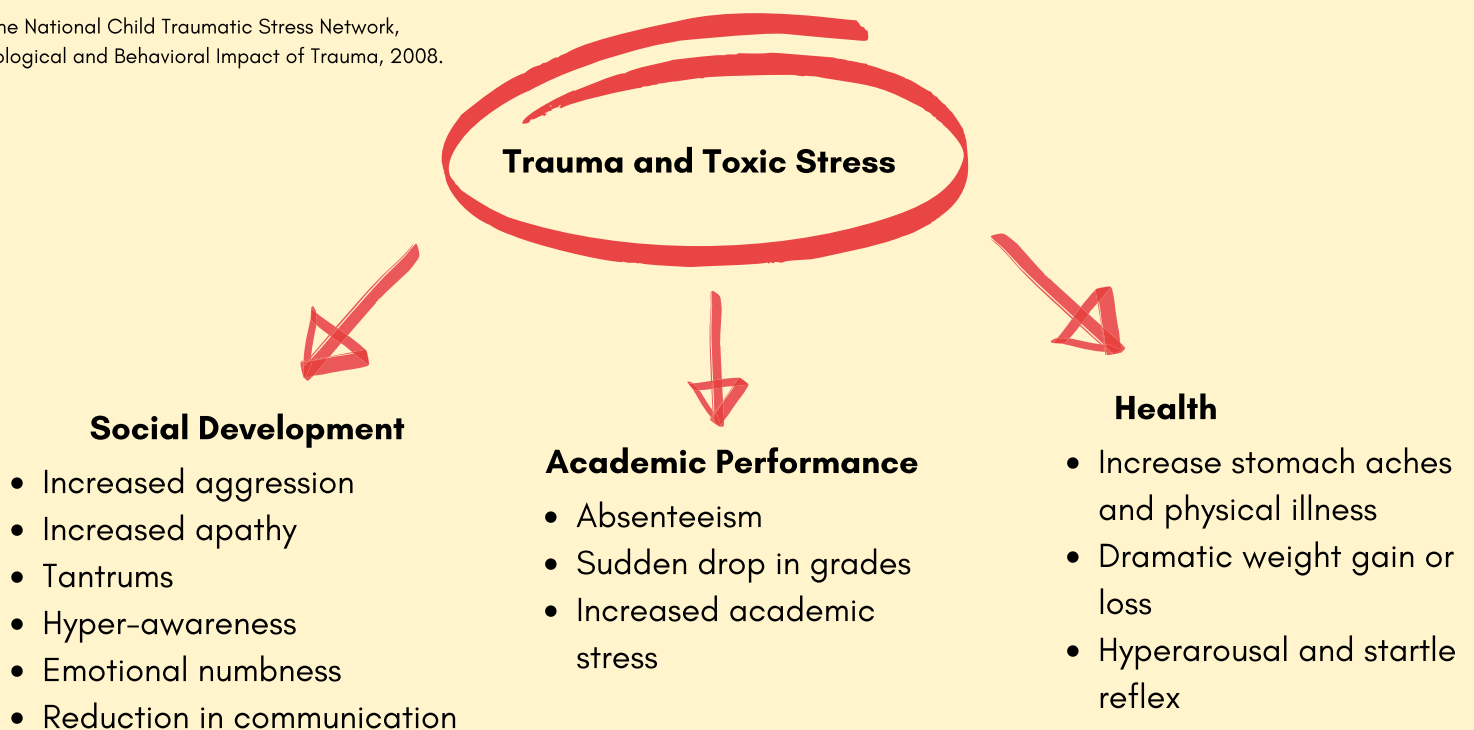 he National Child Traumatic Stress Network,
ological and Behavioral Impact of Trauma, 2008.
Trauma and Toxic Stress
Social Development
• Increased aggression
• Increased apathy
• Tantrums
• Hyper-awareness
• Emotional numbness
• Reduction in communication
Academic Performance
• Absenteeism
• Sudden drop in grades
• Increased academic
stress
Health
• Increase stomach aches
and physical illness
• Dramatic weight gain or
loss
• Hyperarousal and startle
reflex